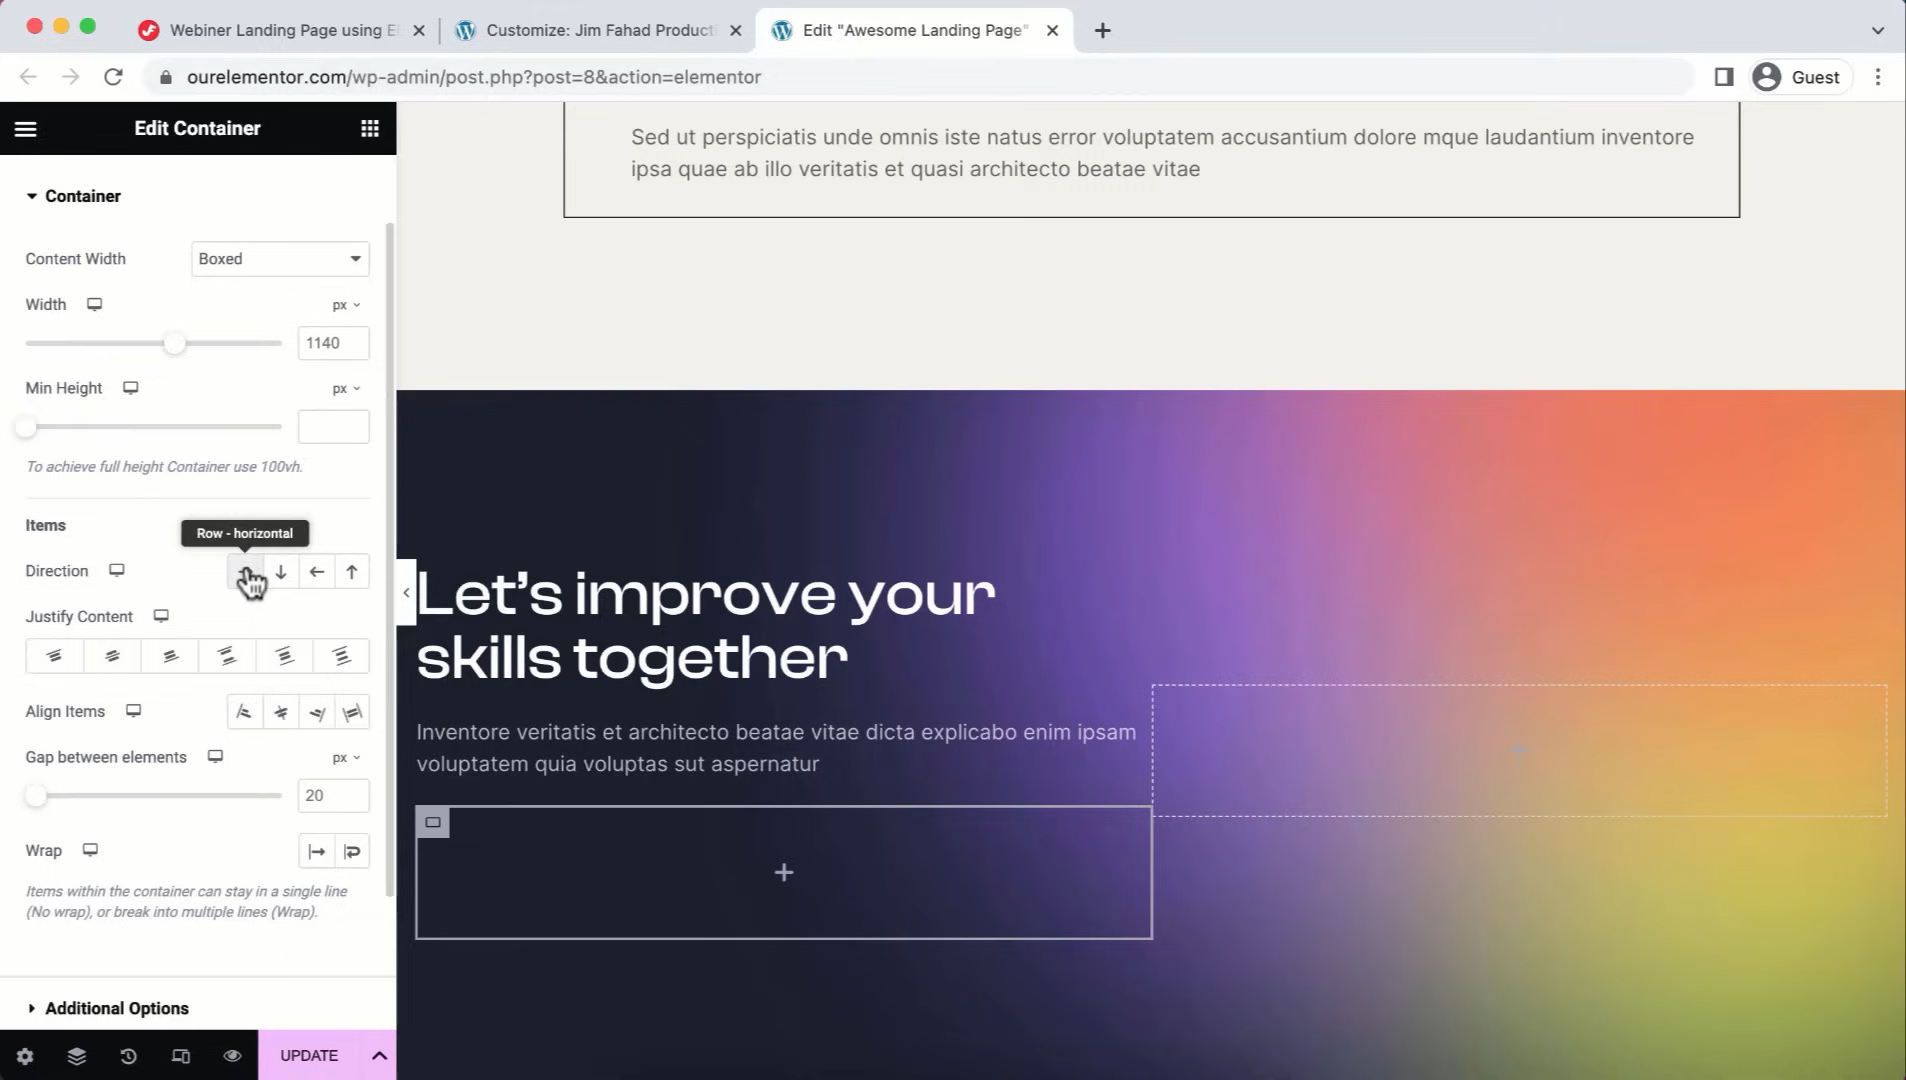 Webiner Landing Page using El
Customize: Jim Fahad Producti
Edit "Awesome Landing Page"
ourelementor.com/wp-admin/post.php?post=8&action=elementor
Guest
Edit Container
Container
Content Width
Boxed
Width
px
1140
Min Height
px
To achieve full height Container use 100vh.
Items
Row - horizontal
Direction
Justify Content
Align Items
Gap between elements
px
20
Wrap
Items within the container can stay in a single line
(No wrap), or break into multiple lines (Wrap).
Additional Options
UPDATE
Sed ut perspiciatis unde omnis iste natus error voluptatem accusantium dolore mque laudantium inventore
ipsa quae ab illo veritatis et quasi architecto beatae vitae
Let’s improve your
skills together
Inventore veritatis et architecto beatae vitae dicta explicabo enim ipsam
voluptatem quia voluptas sut aspernatur